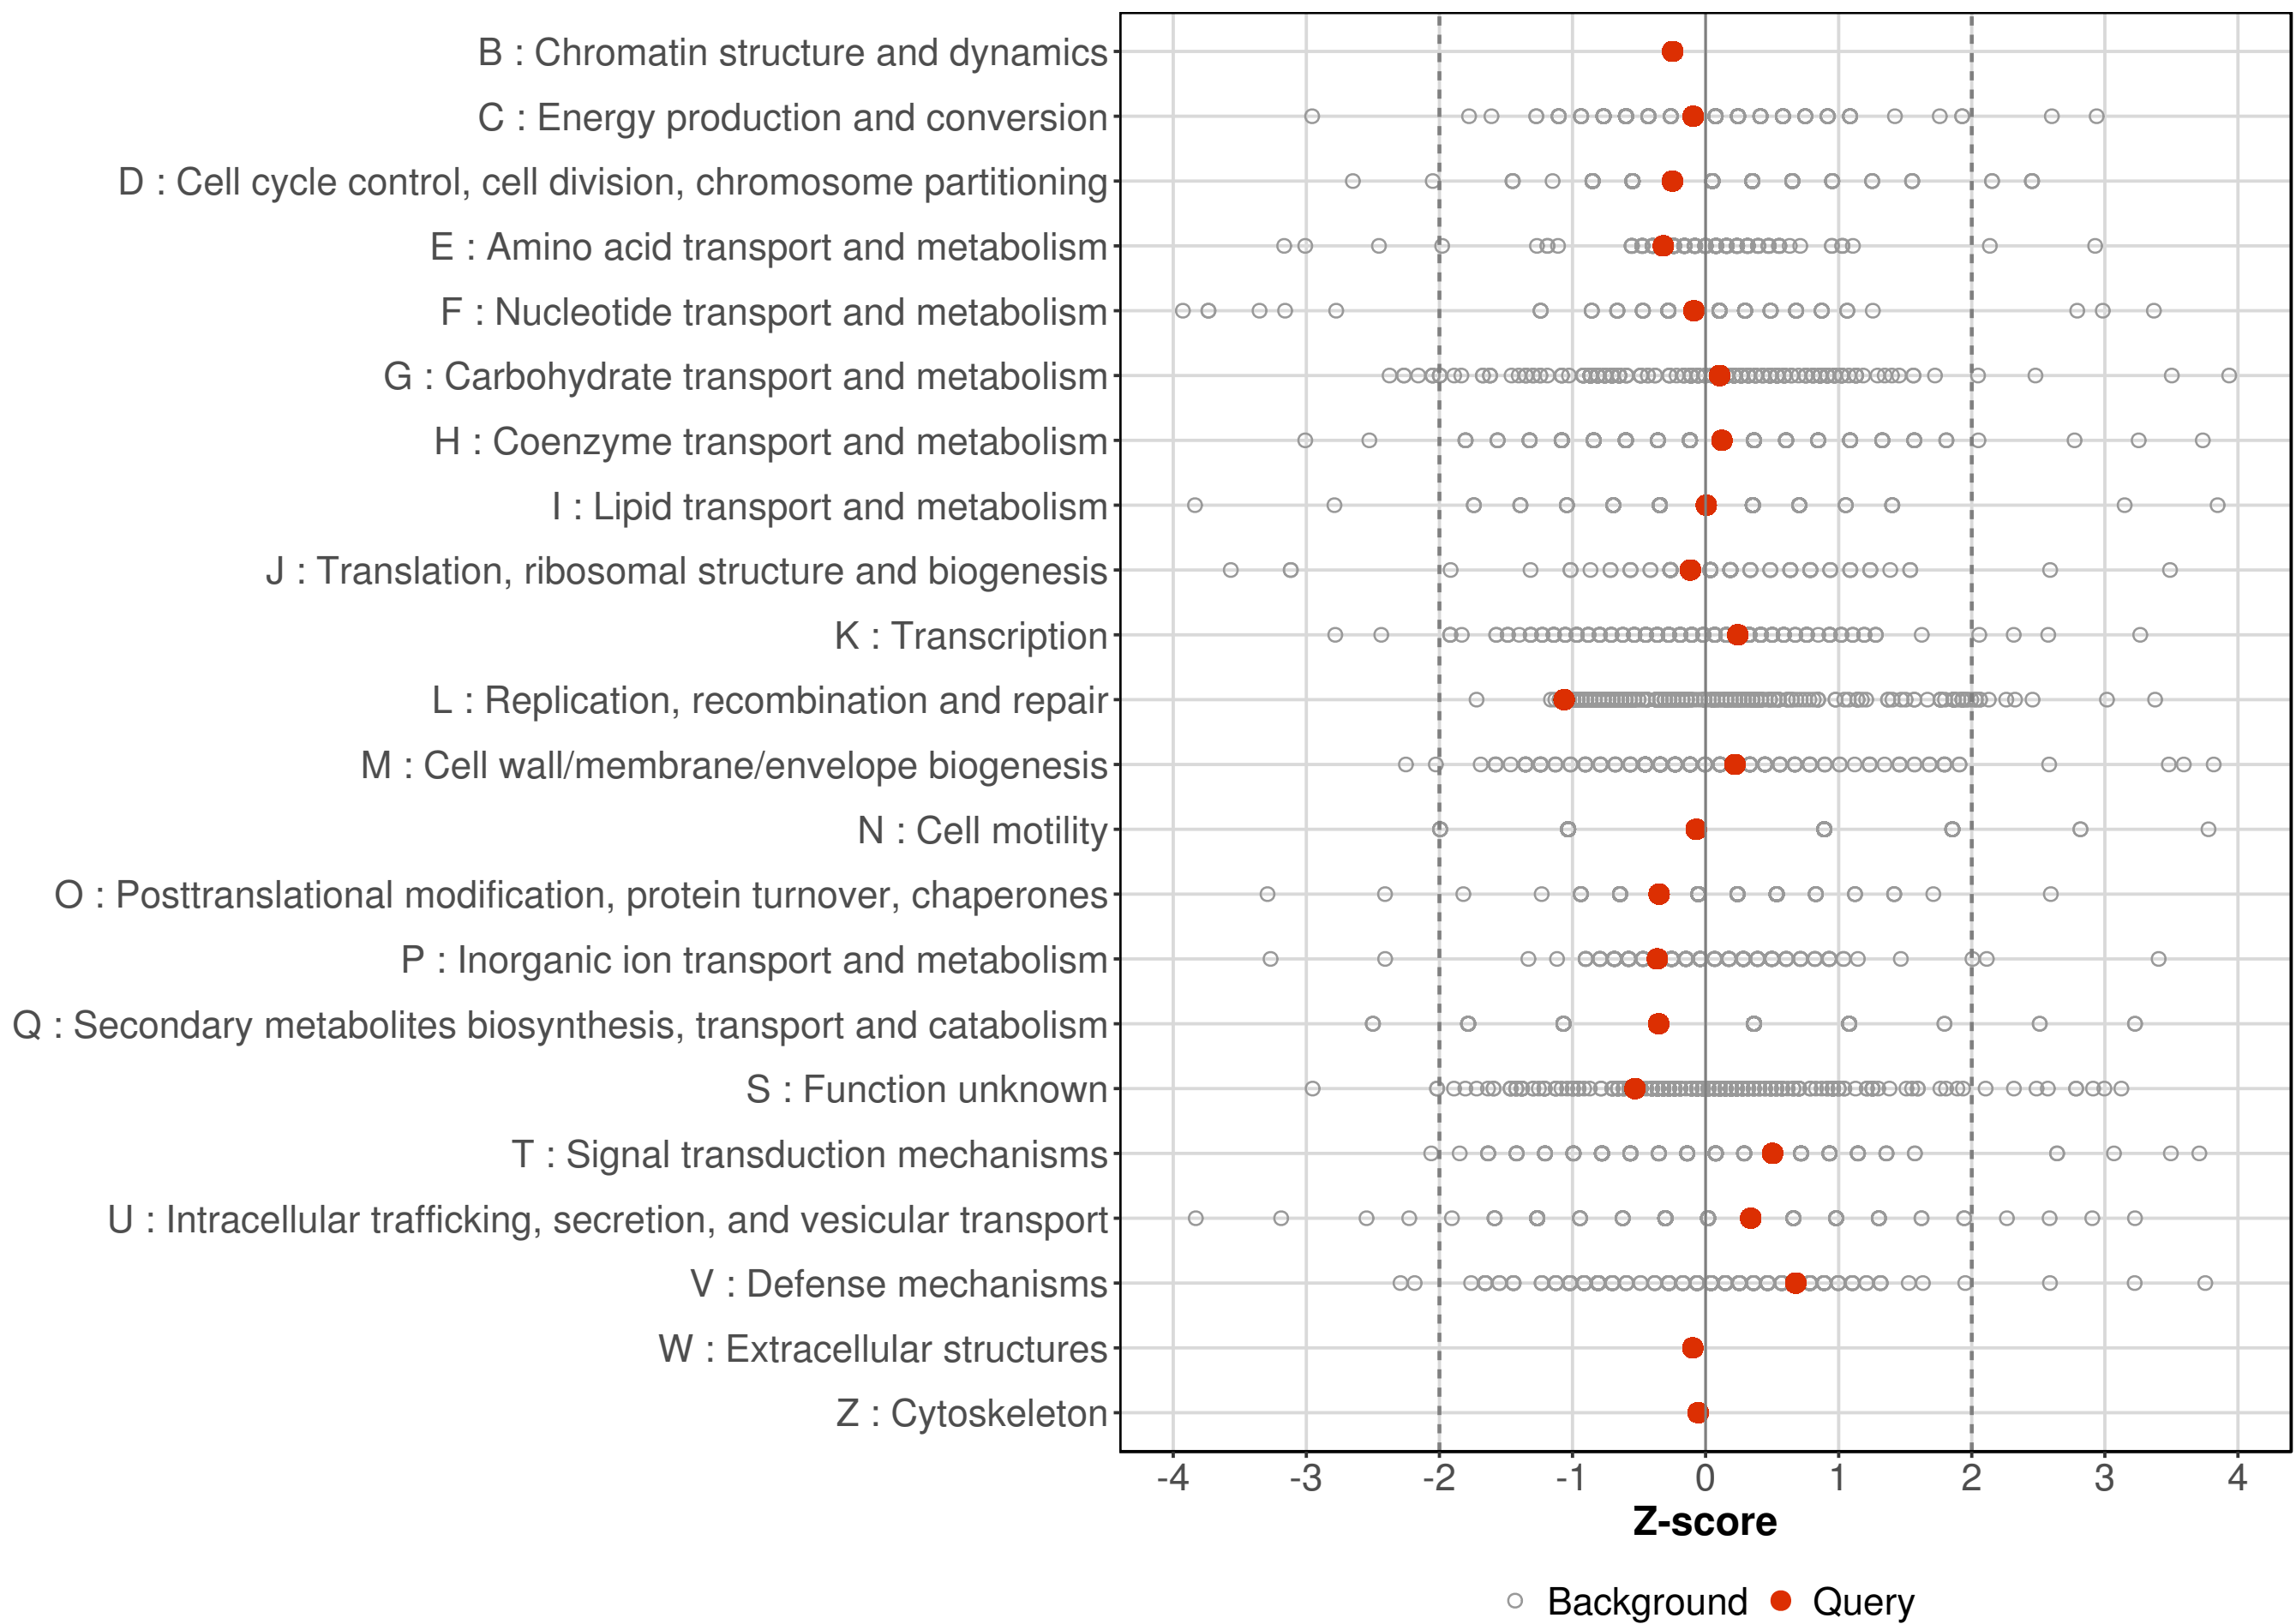 B : Chromatin structure and dynamics
C : Energy production and conversion
D : Cell cycle control, cell division, chromosome partitioning
E : Amino acid transport and metabolism
F : Nucleotide transport and metabolism
G : Carbohydrate transport and metabolism
H : Coenzyme transport and metabolism
I : Lipid transport and metabolism
J : Translation, ribosomal structure and biogenesis
K : Transcription
L : Replication, recombination and repair
M : Cell wall/membrane/envelope biogenesis
N : Cell motility
O : Posttranslational modification, protein turnover, chaperones
P : Inorganic ion transport and metabolism
Q : Secondary metabolites biosynthesis, transport and catabolism
S : Function unknown
T : Signal transduction mechanisms
U : Intracellular trafficking, secretion, and vesicular transport
V : Defense mechanisms
W : Extracellular structures
Z : Cytoskeleton
-4 -3 -2 -1 0 1 2 3 4
Z-score
Background Query